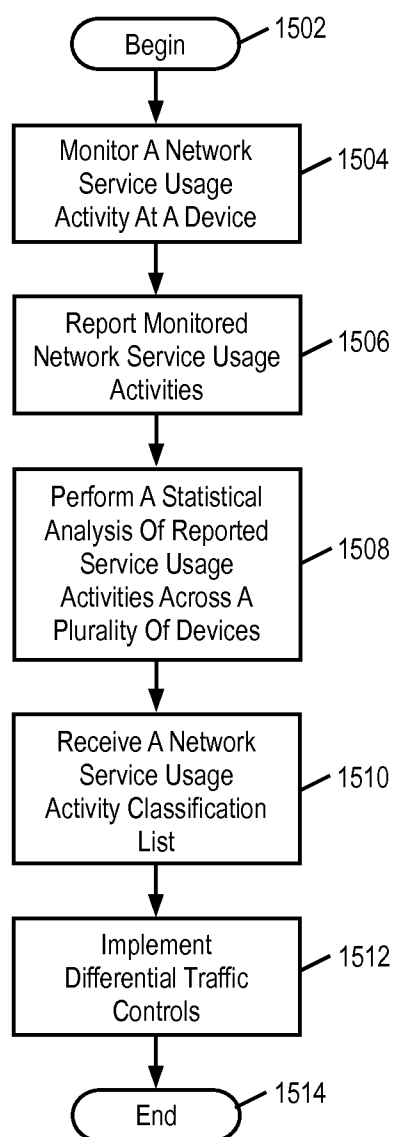 Begin
1502
Monitor A Network
Service Usage
Activity At A Device
1504
Report Monitored
Network Service Usage
Activities
1506
Perform A Statistical
Analysis Of Reported
Service Usage
Activities Across A
Plurality Of Devices
1508
Receive A Network
Service Usage
Activity Classification
List
1510
Implement
Differential Traffic
Controls
1512
End
1514